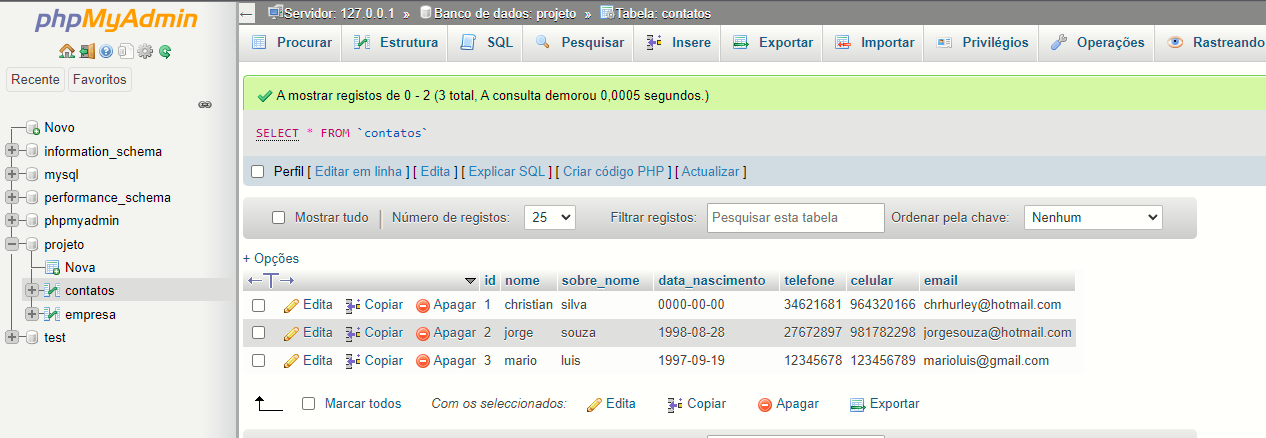 phpMyAdmin
Recente Favoritos
Novo
information_schema
mysql
performance_schema
phpmyadmin
projeto
Nova
contatos
empresa
test
Servidor: 127.0.0.1 » Banco de dados: projeto » Tabela: contatos
Procurar Estrutura SQL Pesquisar Insere Exportar Importar Privilégios Operações Rastreando
A mostrar registos de 0 - 2 (3 total, A consulta demorou 0,0005 segundos.)
SELECT * FROM `contatos`
Perfil [ Editar em linha ] [ Edita ] [ Explicar SQL ] [ Criar código PHP ] [ Actualizar ]
Mostrar tudo | Número de registos: 25 Filtrar registos: Pesquisar esta tabela Ordenar pela chave: Nenhum
+ Opções
←T→ id nome sobre_nome data_nascimento telefone celular email
Edita Copiar Apagar 1 christian silva 0000-00-00 34621681 964320166 chrhurley@hotmail.com
Edita Copiar Apagar 2 jorge souza 1998-08-28 27672897 981782298 jorgesouza@hotmail.com
Edita Copiar Apagar 3 mario luis 1997-09-19 12345678 123456789 marioluis@gmail.com
Marcar todos Com os seleccionados: Edita Copiar Apagar Exportar